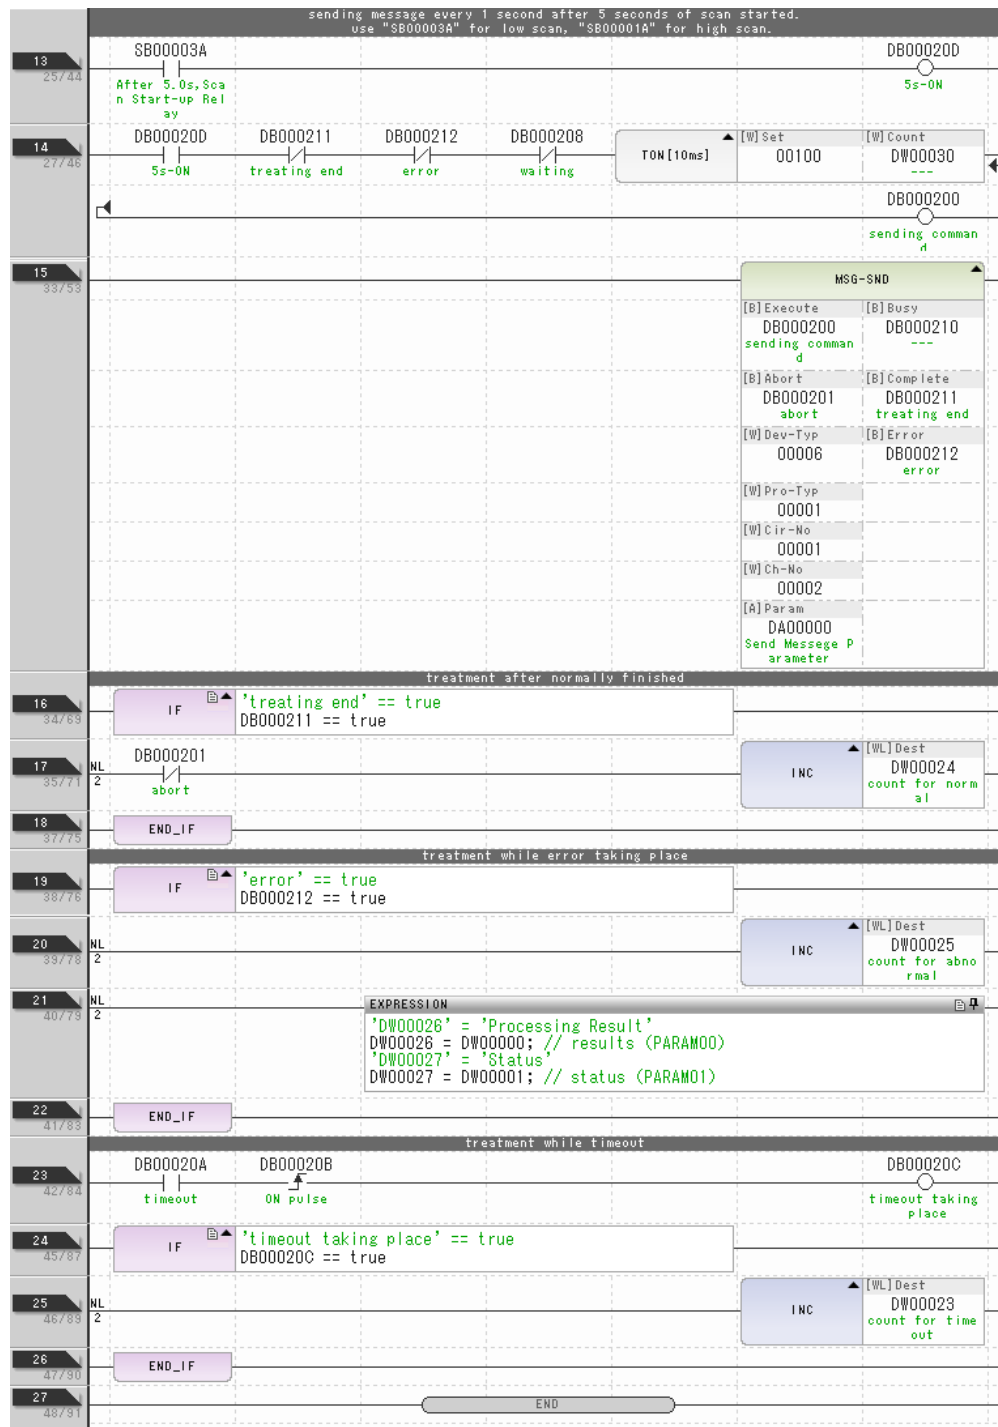 sending message every 1 second after 5 seconds of scan started.
use "SB00003A" for low scan, "SB00001A" for high scan.
13
25/44
SB00003A
After 5.0s,Sca
n Start-up Rel
ay
DB00020D
5s-ON
14
27/46
DB00020D
5s-ON
DB000211
treating end
DB000212
error
DB000208
waiting
TON[10ms]
[W]Set
00100
[W]Count
DW00030
---
DB000200
sending comman
d
15
33/53
MSG-SND
[B]Execute
DB000200
sending comman
d
[B]Busy
DB000210
---
[B]Abort
DB000201
abort
[B]Complete
DB000211
treating end
[W]Dev-Typ
00006
[B]Error
DB000212
error
[W]Pro-Typ
00001
[W]Cir-No
00001
[W]Ch-No
00002
[A]Param
DA00000
Send Messege P
arameter
treatment after normally finished
16
34/69
IF
'treating end' == true
DB000211 == true
17
35/71
NL
2
DB000201
abort
INC
[WL]Dest
DW00024
count for norm
al
18
37/75
END_IF
treatment while error taking place
19
38/76
IF
'error' == true
DB000212 == true
20
39/78
NL
2
INC
[WL]Dest
DW00025
count for abno
rmal
21
40/79
NL
2
EXPRESSION
'DW00026' = 'Processing Result'
DW00026 = DW00000; // results (PARAM00)
'DW00027' = 'Status'
DW00027 = DW00001; // status (PARAM01)
22
41/83
END_IF
treatment while timeout
23
42/84
DB00020A
timeout
DB00020B
ON pulse
DB00020C
timeout taking
place
24
45/87
IF
'timeout taking place' == true
DB00020C == true
25
46/89
NL
2
INC
[WL]Dest
DW00023
count for time
out
26
47/90
END_IF
27
48/91
END